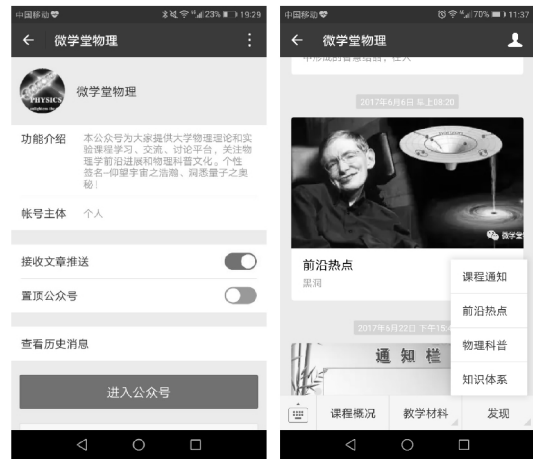 中国移动
23%
19:29
微学堂物理
PHYSICS
微学堂物理
功能介绍
本公众号为大家提供大学物理理论和实
验课程学习、交流、讨论平台，关注物
理学前沿进展和物理科普文化。个性
签名--仰望宇宙之浩瀚、洞悉量子之奥
秘！
帐号主体 个人
接收文章推送
置顶公众号
查看历史消息
进入公众号
中国移动
70%
11:37
微学堂物理
2017年6月6日 早上08:20
微学堂
前沿热点
黑洞
2017年6月22日 下午15:4
通知栏
课程通知
前沿热点
物理科普
知识体系
课程概况 教学材料 发现